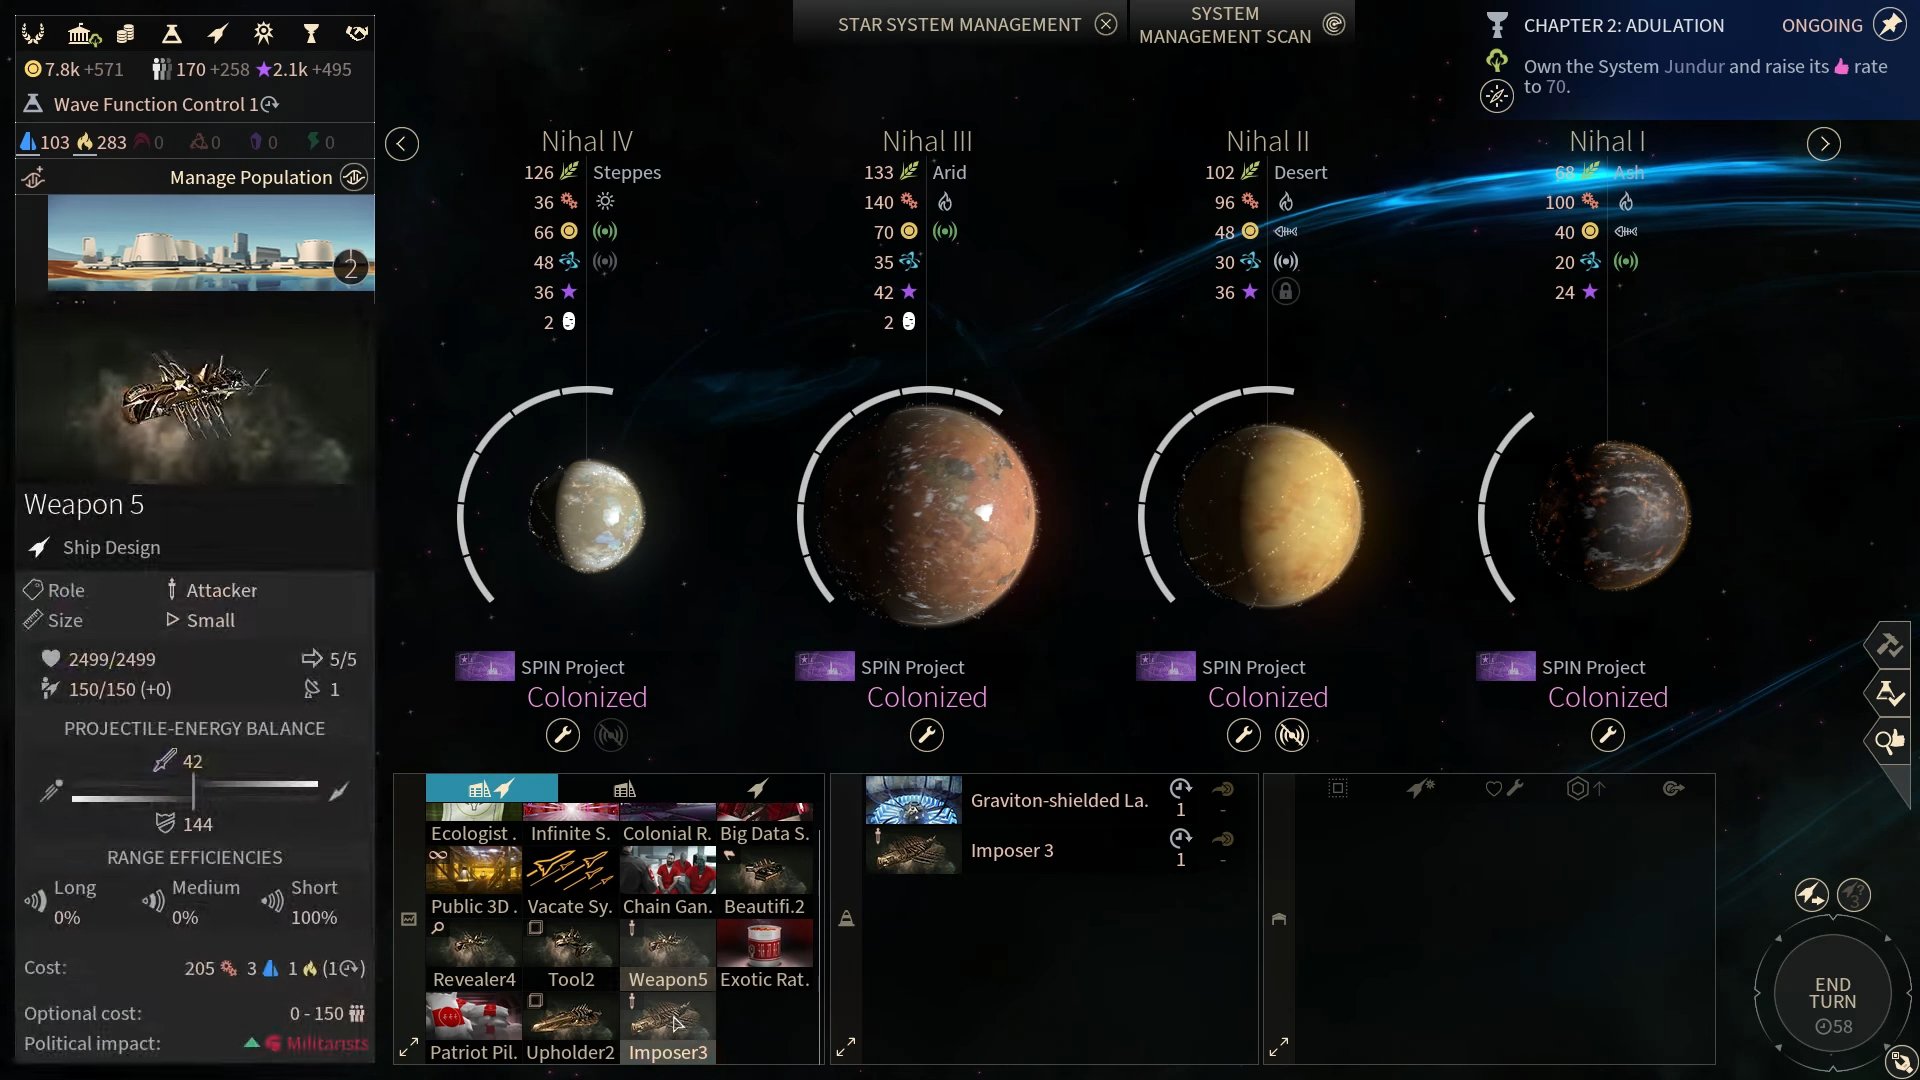 STAR SYSTEM MANAGEMENT
SYSTEM
MANAGEMENT SCAN
CHAPTER 2: ADULATION
ONGOING
Own the System Jundur and raise its rate
to 70.
7.8k +571
170 +258
2.1k +495
Wave Function Control 1
103
283
0
0
0
0
Manage Population
2
Weapon 5
Ship Design
Role
Attacker
Size
Small
2499/2499
5/5
150/150 (+0)
1
PROJECTILE-ENERGY BALANCE
42
144
RANGE EFFICIENCIES
Long
Medium
Short
0%
0%
100%
Cost:
205
3
1
(1
)
Optional cost:
0 - 150
Political impact:
Militarists
Nihal IV
126
Steppes
36
66
48
36
2
Nihal III
133
Arid
140
70
35
42
2
Nihal II
102
Desert
96
48
30
36
Nihal I
68
Ash
100
40
20
24
SPIN Project
Colonized
SPIN Project
Colonized
SPIN Project
Colonized
SPIN Project
Colonized
Ecologist .
Infinite S.
Colonial R.
Big Data S.
Public 3D .
Vacate Sy.
Chain Gan.
Beautifi.2
Revealer4
Tool2
Weapon5
Exotic Rat.
Patriot Pil.
Upholder2
Imposer3
Graviton-shielded La.
1
-
Imposer 3
1
-
3
END
TURN
58